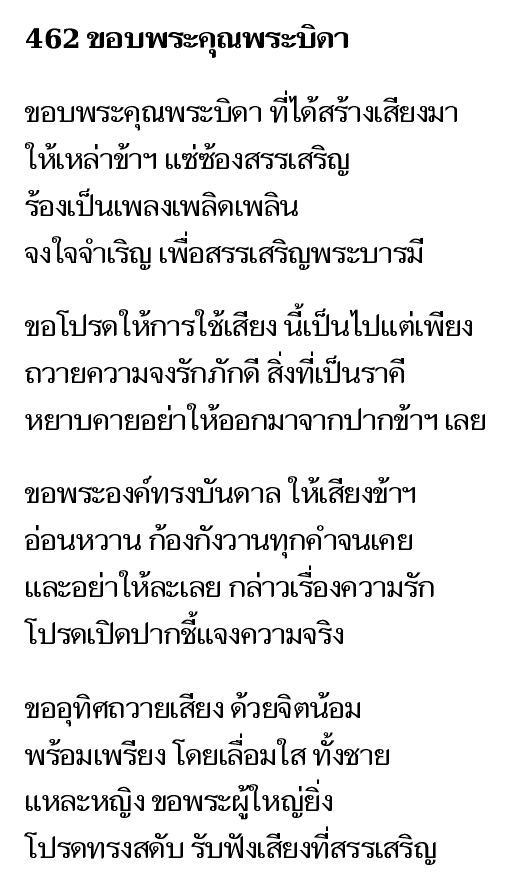 462 ขอบพระคุณพระบิดา
ขอบพระคุณพระบิดา ที่ได้สร้างเสียงมา
ให้เหล่าข้าฯ แซ่ซ้องสรรเสริญ
ร้องเป็นเพลงเพลิดเพลิน
จงใจจำเริญ เพื่อสรรเสริญพระบารมี
ขอโปรดให้การใช้เสียง นี้เป็นไปแต่เพียง
ถวายความจงรักภักดี สิ่งที่เป็นราคี
หยาบคายอย่าให้ออกมาจากปากข้าฯ เลย
ขอพระองค์ทรงบันดาล ให้เสียงข้าฯ
อ่อนหวาน ก้องกังวานทุกคำจนเคย
และอย่าให้ละเลย กล่าวเรื่องความรัก
โปรดเปิดปากชี้แจงความจริง
ขออุทิศถวายเสียง ด้วยจิตน้อม
พร้อมเพรียง โดยเลื่อมใส ทั้งชาย
แหละหญิง ขอพระผู้ใหญ่ยิ่ง
โปรดทรงสดับ รับฟังเสียงที่สรรเสริญ